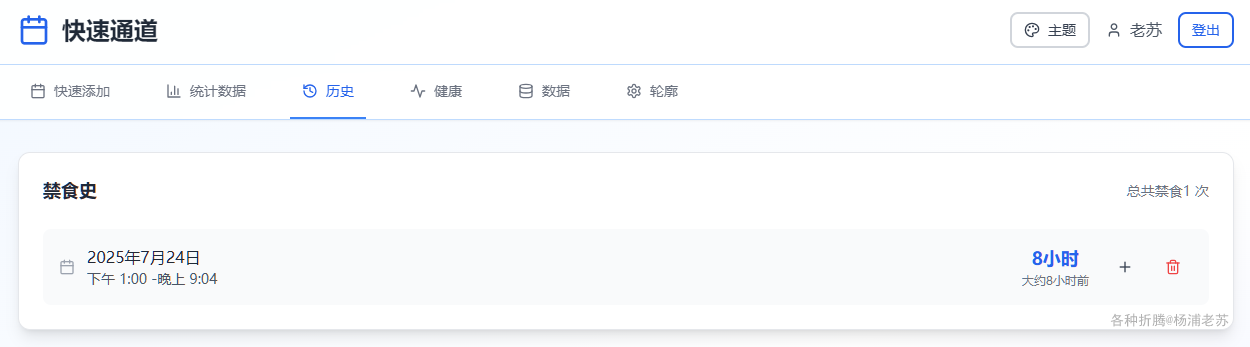 快速通道
主题
老苏
登出
快速添加
统计数据
历史
健康
数据
轮廓
禁食史
总共禁食1 次
2025年7月24日
下午 1:00 -晚上 9:04
8小时
大约8小时前
各种折腾@杨浦老苏